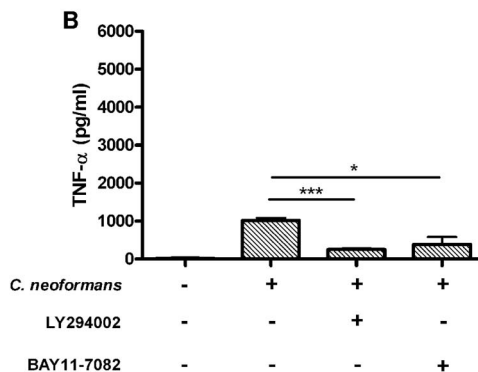 B
TNF-α (pg/ml)
6000
5000
4000
3000
2000
1000
0
*
***
C. neoformans - + + +
LY294002 - - + -
BAY11-7082 - - - +